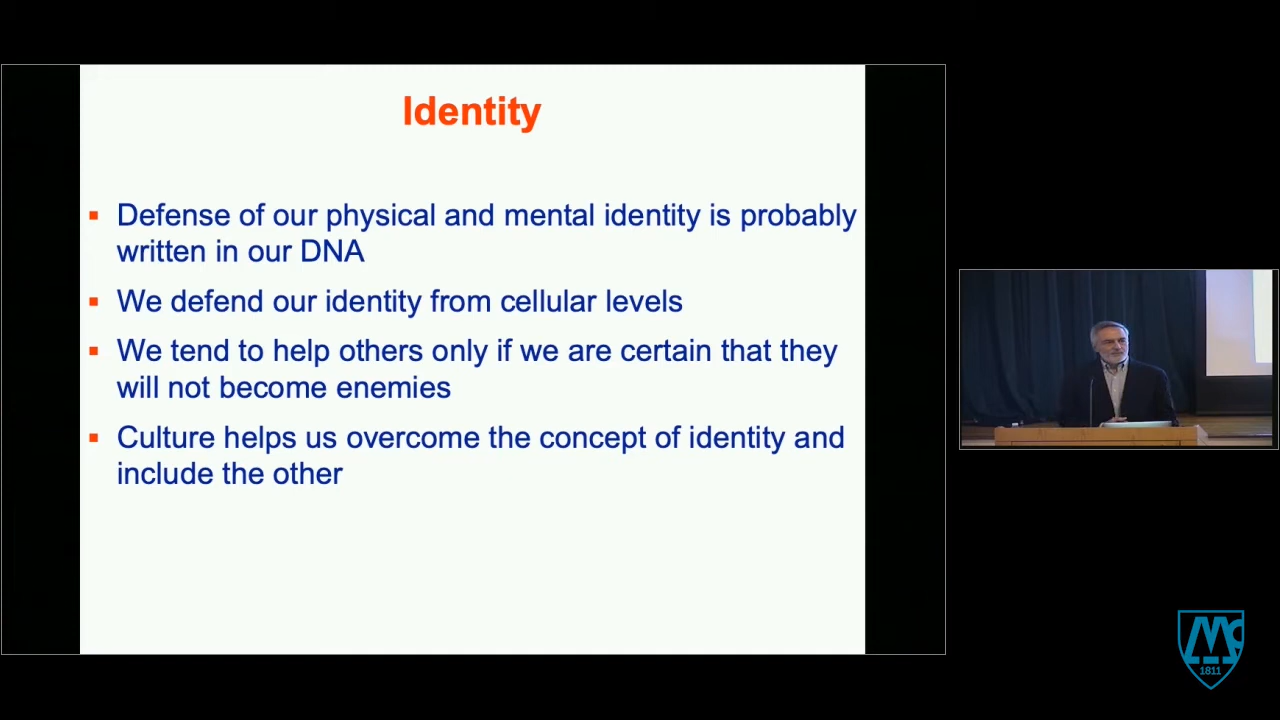 Identity
Defense of our physical and mental identity is probably
written in our DNA
We defend our identity from cellular levels
We tend to help others only if we are certain that they
will not become enemies
Culture helps us overcome the concept of identity and
include the other
Mc
1811